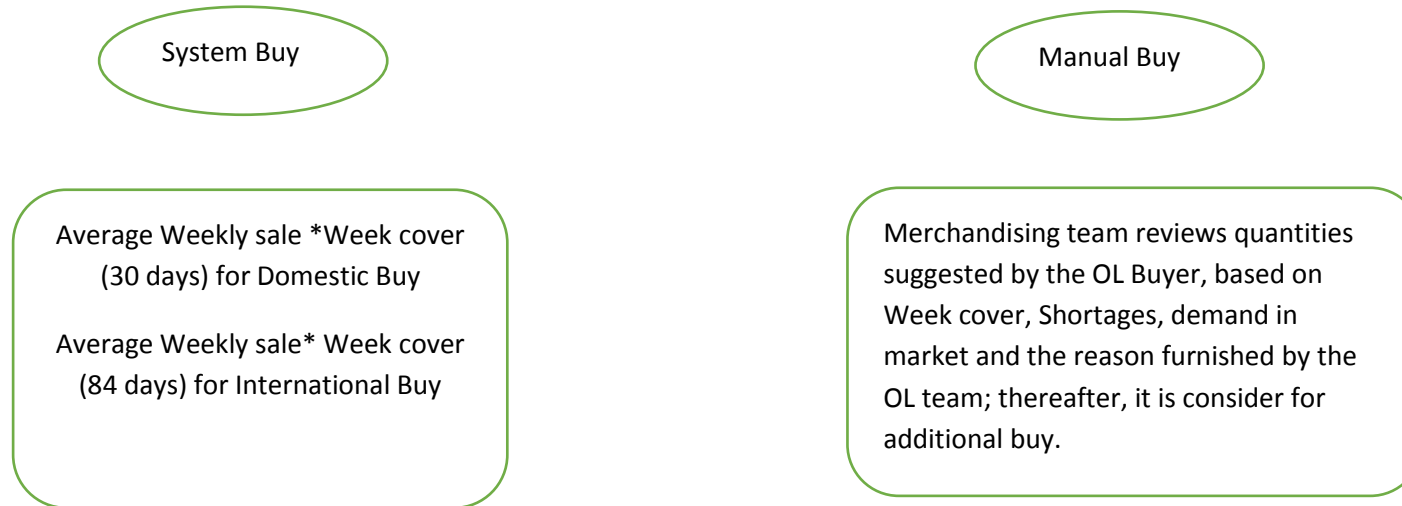 System Buy
Manual Buy
Average Weekly sale *Week cover
(30 days) for Domestic Buy
Average Weekly sale* Week cover
(84 days) for International Buy
Merchandising team reviews quantities
suggested by the OL Buyer, based on
Week cover, Shortages, demand in
market and the reason furnished by the
OL team; thereafter, it is consider for
additional buy.